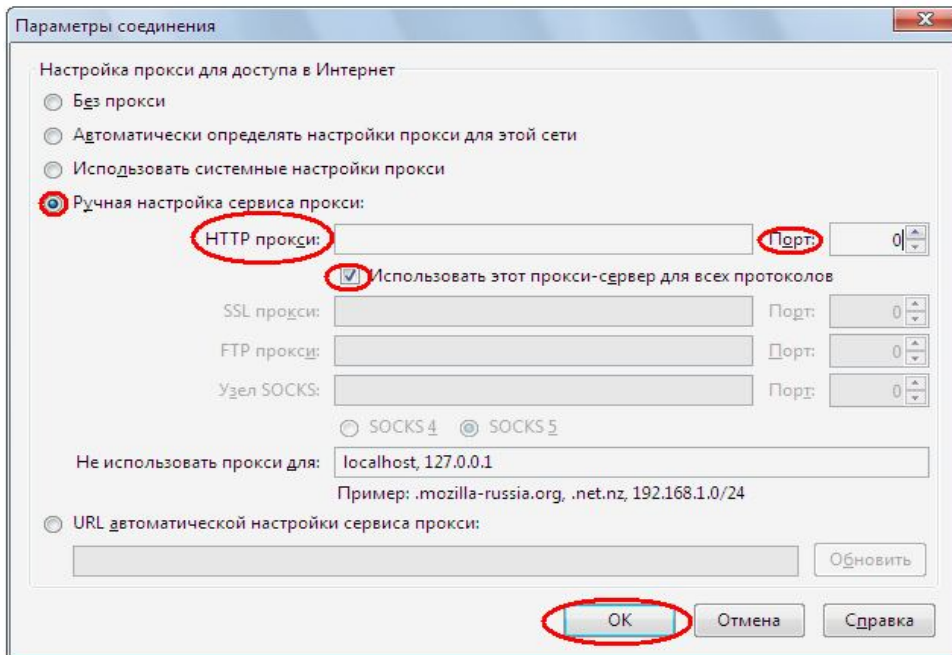 Параметры соединения
Настройка прокси для доступа в Интернет
Без прокси
Автоматически определять настройки прокси для этой сети
Использовать системные настройки прокси
Ручная настройка сервиса прокси:
HTTP прокси: Порт: 0
Использовать этот прокси-сервер для всех протоколов
SSL прокси: Порт: 0
FTP прокси: Порт: 0
Узел SOCKS: Порт: 0
SOCKS 4 SOCKS 5
Не использовать прокси для: localhost, 127.0.0.1
Пример: .mozilla-russia.org, .net.nz, 192.168.1.0/24
URL автоматической настройки сервиса прокси:
Обновить
OK Отмена Справка